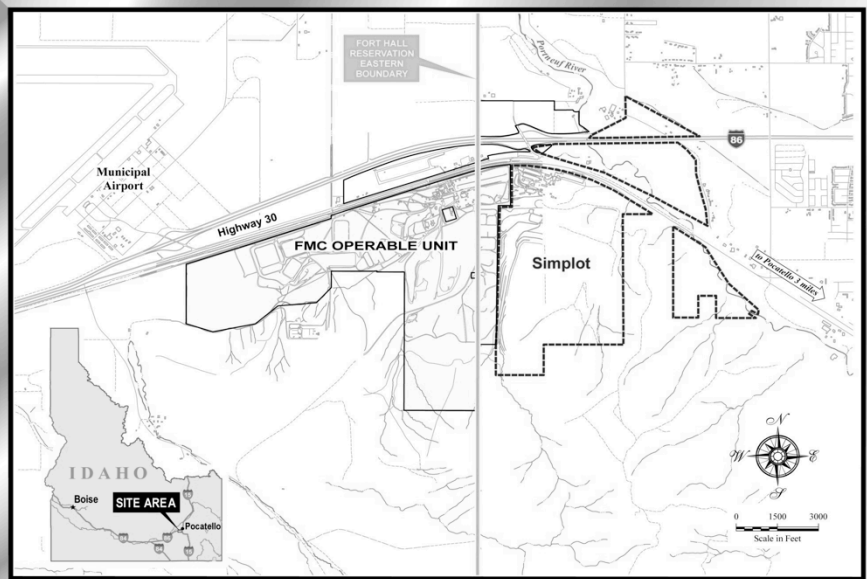 FORT HALL
RESERVATION
EASTERN
BOUNDARY
Portneuf River
86
Municipal
Airport
Highway 30
FMC OPERABLE UNIT
Simplot
to Pocatello 3 miles
IDAHO
Boise
SITE AREA
Pocatello
N
W
E
S
0 1500 3000
Scale in Feet